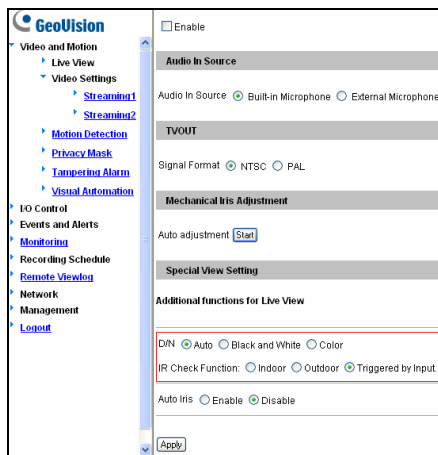 GeoVision
Video and Motion
Live View
Video Settings
Streaming1
Streaming2
Motion Detection
Privacy Mask
Tampering Alarm
Visual Automation
I/O Control
Events and Alerts
Monitoring
Recording Schedule
Remote Viewlog
Network
Management
Logout
Enable
Audio In Source
Audio In Source Built-in Microphone External Microphone
TVOUT
Signal Format NTSC PAL
Mechanical Iris Adjustment
Auto adjustment Start
Special View Setting
Additional functions for Live View
D/N Auto Black and White Color
IR Check Function: Indoor Outdoor Triggered by Input.
Auto Iris Enable Disable
Apply